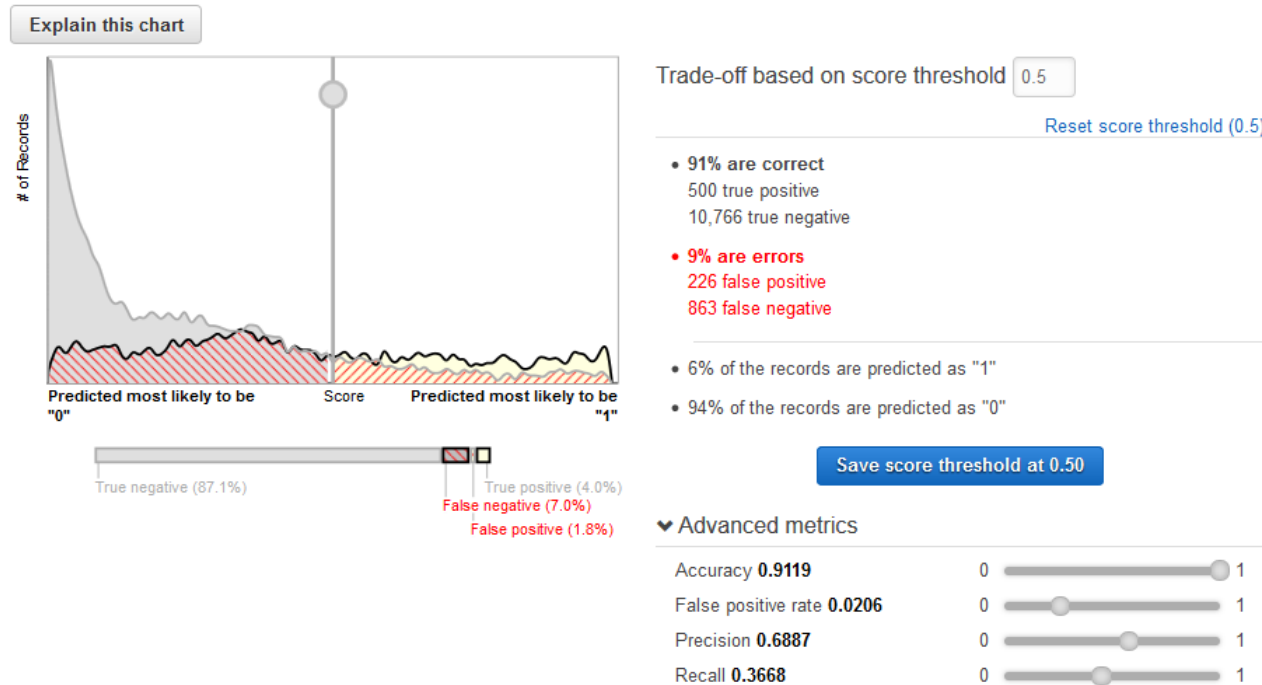 Explain this chart
# of Records
Predicted most likely to be
"0"
Score
Predicted most likely to be
"1"
True negative (87.1%)
True positive (4.0%)
False negative (7.0%)
False positive (1.8%)
Trade-off based on score threshold 0.5
Reset score threshold (0.5)
• 91% are correct
500 true positive
10,766 true negative
• 9% are errors
226 false positive
863 false negative
• 6% of the records are predicted as "1"
• 94% of the records are predicted as "0"
Save score threshold at 0.50
Advanced metrics
Accuracy 0.9119 0 1
False positive rate 0.0206 0 1
Precision 0.6887 0 1
Recall 0.3668 0 1